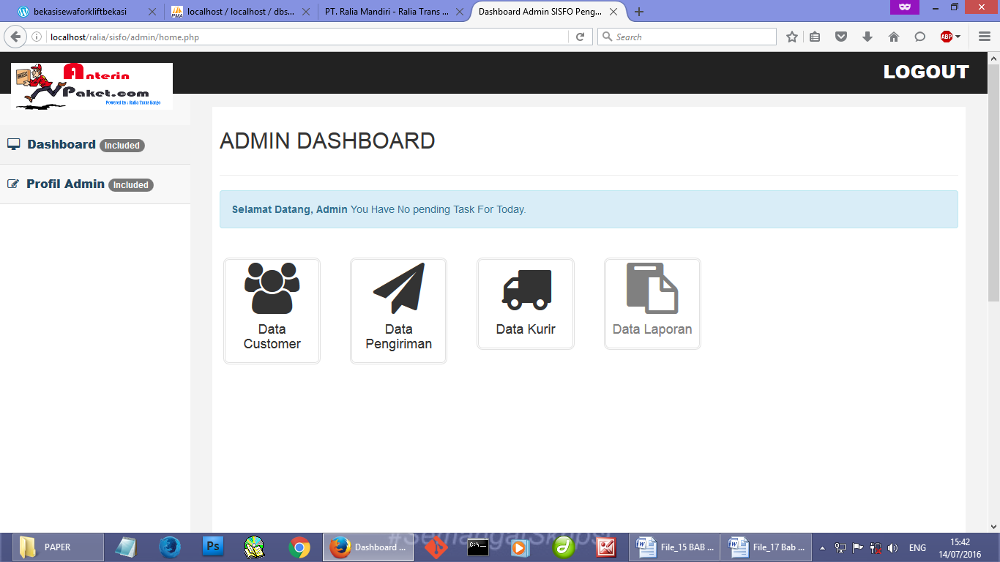 bekasisewaforkliftbekasi
localhost / localhost / dbs...
PT. Ralia Mandiri - Ralia Trans ...
Dashboard Admin SISFO Peng...
localhost/ralia/sisfo/admin/home.php
Search
ABP
Anterin
Paket.com
Powered by : Ralia Trans Kargo
LOGOUT
Dashboard Included
Profil Admin Included
ADMIN DASHBOARD
Selamat Datang, Admin You Have No pending Task For Today.
Data
Customer
Data
Pengiriman
Data Kurir
Data Laporan
PAPER
Ps
Dashboard ...
File_15 BAB ...
File_17 Bab ...
ENG
15:42
14/07/2016